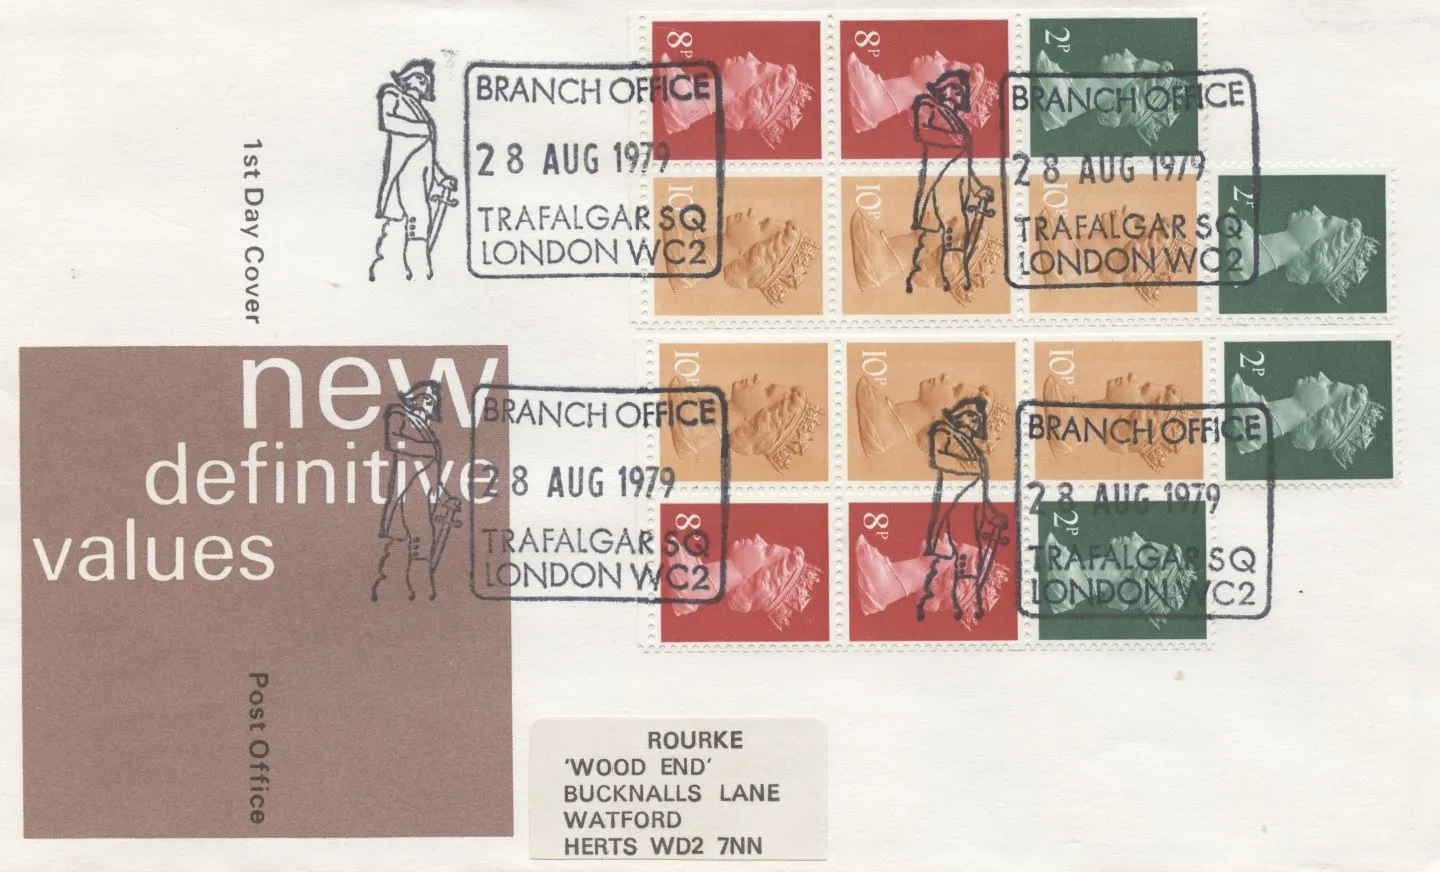 8P
8P
2P
BRANCH OFFICE
28 AUG 1979
TRAFALGAR SQ
LONDON WC2
BRANCH OFFICE
28 AUG 1979
TRAFALGAR SQ
LONDON WC2
10P
10P
10P
2P
1st Day Cover
new
definitive
values
Post Office
10P
10P
10P
2P
BRANCH OFFICE
28 AUG 1979
TRAFALGAR SQ
LONDON WC2
BRANCH OFFICE
28 AUG 1979
TRAFALGAR SQ
LONDON WC2
8P
8P
2P
ROURKE
'WOOD END'
BUCKNALLS LANE
WATFORD
HERTS WD2 7NN